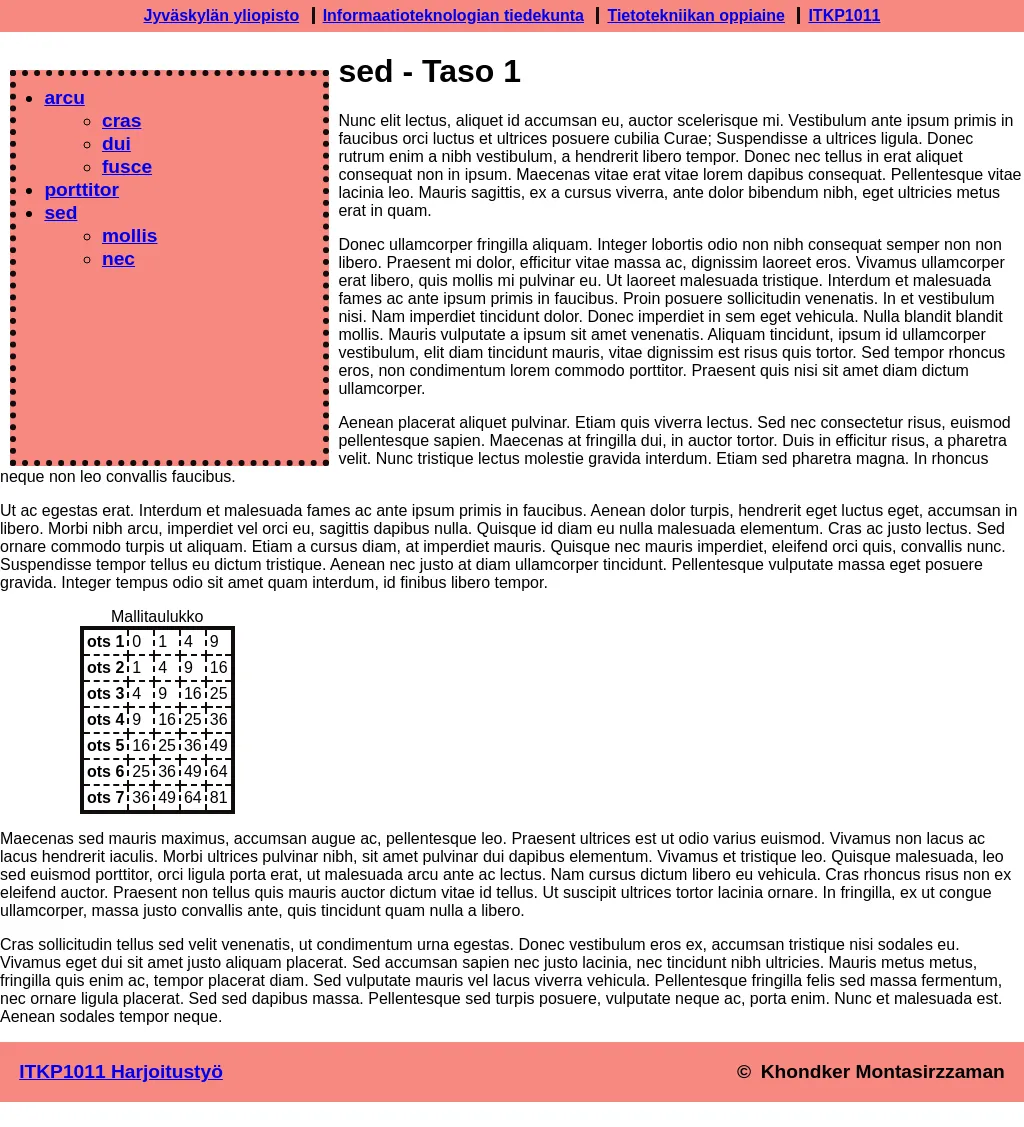 Jyväskylän yliopisto Informaatioteknologian tiedekunta Tietotekniikan oppiaine ITKP1011
arcu
cras
dui
fusce
porttitor
sed
mollis
nec
sed - Taso 1
Nunc elit lectus, aliquet id accumsan eu, auctor scelerisque mi. Vestibulum ante ipsum primis in
faucibus orci luctus et ultrices posuere cubilia Curae; Suspendisse a ultrices ligula. Donec
rutrum enim a nibh vestibulum, a hendrerit libero tempor. Donec nec tellus in erat aliquet
consequat non in ipsum. Maecenas vitae erat vitae lorem dapibus consequat. Pellentesque vitae
lacinia leo. Mauris sagittis, ex a cursus viverra, ante dolor bibendum nibh, eget ultricies metus
erat in quam.
Donec ullamcorper fringilla aliquam. Integer lobortis odio non nibh consequat semper non non
libero. Praesent mi dolor, efficitur vitae massa ac, dignissim laoreet eros. Vivamus ullamcorper
erat libero, quis mollis mi pulvinar eu. Ut laoreet malesuada tristique. Interdum et malesuada
fames ac ante ipsum primis in faucibus. Proin posuere sollicitudin venenatis. In et vestibulum
nisi. Nam imperdiet tincidunt dolor. Donec imperdiet in sem eget vehicula. Nulla blandit blandit
mollis. Mauris vulputate a ipsum sit amet venenatis. Aliquam tincidunt, ipsum id ullamcorper
vestibulum, elit diam tincidunt mauris, vitae dignissim est risus quis tortor. Sed tempor rhoncus
eros, non condimentum lorem commodo porttitor. Praesent quis nisi sit amet diam dictum
ullamcorper.
Aenean placerat aliquet pulvinar. Etiam quis viverra lectus. Sed nec consectetur risus, euismod
pellentesque sapien. Maecenas at fringilla dui, in auctor tortor. Duis in efficitur risus, a pharetra
velit. Nunc tristique lectus molestie gravida interdum. Etiam sed pharetra magna. In rhoncus
neque non leo convallis faucibus.
Ut ac egestas erat. Interdum et malesuada fames ac ante ipsum primis in faucibus. Aenean dolor turpis, hendrerit eget luctus eget, accumsan in
libero. Morbi nibh arcu, imperdiet vel orci eu, sagittis dapibus nulla. Quisque id diam eu nulla malesuada elementum. Cras ac justo lectus. Sed
ornare commodo turpis ut aliquam. Etiam a cursus diam, at imperdiet mauris. Quisque nec mauris imperdiet, eleifend orci quis, convallis nunc.
Suspendisse tempor tellus eu dictum tristique. Aenean nec justo at diam ullamcorper tincidunt. Pellentesque vulputate massa eget posuere
gravida. Integer tempus odio sit amet quam interdum, id finibus libero tempor.
Mallitaulukko
ots 1 0 1 4 9
ots 2 1 4 9 16
ots 3 4 9 16 25
ots 4 9 16 25 36
ots 5 16 25 36 49
ots 6 25 36 49 64
ots 7 36 49 64 81
Maecenas sed mauris maximus, accumsan augue ac, pellentesque leo. Praesent ultrices est ut odio varius euismod. Vivamus non lacus ac
lacus hendrerit iaculis. Morbi ultrices pulvinar nibh, sit amet pulvinar dui dapibus elementum. Vivamus et tristique leo. Quisque malesuada, leo
sed euismod porttitor, orci ligula porta erat, ut malesuada arcu ante ac lectus. Nam cursus dictum libero eu vehicula. Cras rhoncus risus non ex
eleifend auctor. Praesent non tellus quis mauris auctor dictum vitae id tellus. Ut suscipit ultrices tortor lacinia ornare. In fringilla, ex ut congue
ullamcorper, massa justo convallis ante, quis tincidunt quam nulla a libero.
Cras sollicitudin tellus sed velit venenatis, ut condimentum urna egestas. Donec vestibulum eros ex, accumsan tristique nisi sodales eu.
Vivamus eget dui sit amet justo aliquam placerat. Sed accumsan sapien nec justo lacinia, nec tincidunt nibh ultricies. Mauris metus metus,
fringilla quis enim ac, tempor placerat diam. Sed vulputate mauris vel lacus viverra vehicula. Pellentesque fringilla felis sed massa fermentum,
nec ornare ligula placerat. Sed sed dapibus massa. Pellentesque sed turpis posuere, vulputate neque ac, porta enim. Nunc et malesuada est.
Aenean sodales tempor neque.
ITKP1011 Harjoitustyö © Khondker Montasirzzaman